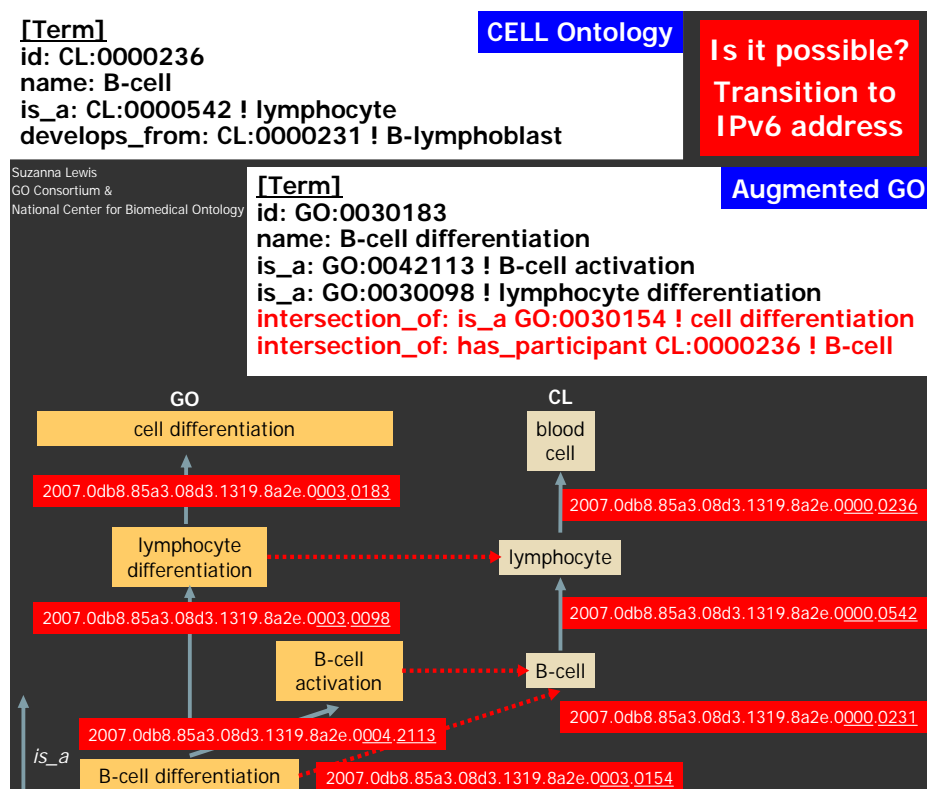 [Term]
id: CL:0000236
name: B-cell
is_a: CL:0000542 ! lymphocyte
develops_from: CL:0000231 ! B-lymphoblast
CELL Ontology
Is it possible?
Transition to
IPv6 address
Suzanna Lewis
GO Consortium &
National Center for Biomedical Ontology
[Term]
id: GO:0030183
name: B-cell differentiation
is_a: GO:0042113 ! B-cell activation
is_a: GO:0030098 ! lymphocyte differentiation
intersection_of: is_a GO:0030154 ! cell differentiation
intersection_of: has_participant CL:0000236 ! B-cell
Augmented GO
GO
CL
cell differentiation
blood
cell
2007.0db8.85a3.08d3.1319.8a2e.0003.0183
2007.0db8.85a3.08d3.1319.8a2e.0000.0236
lymphocyte
differentiation
lymphocyte
2007.0db8.85a3.08d3.1319.8a2e.0003.0098
2007.0db8.85a3.08d3.1319.8a2e.0000.0542
B-cell
activation
B-cell
2007.0db8.85a3.08d3.1319.8a2e.0004.2113
2007.0db8.85a3.08d3.1319.8a2e.0000.0231
is_a
B-cell differentiation
2007.0db8.85a3.08d3.1319.8a2e.0003.0154